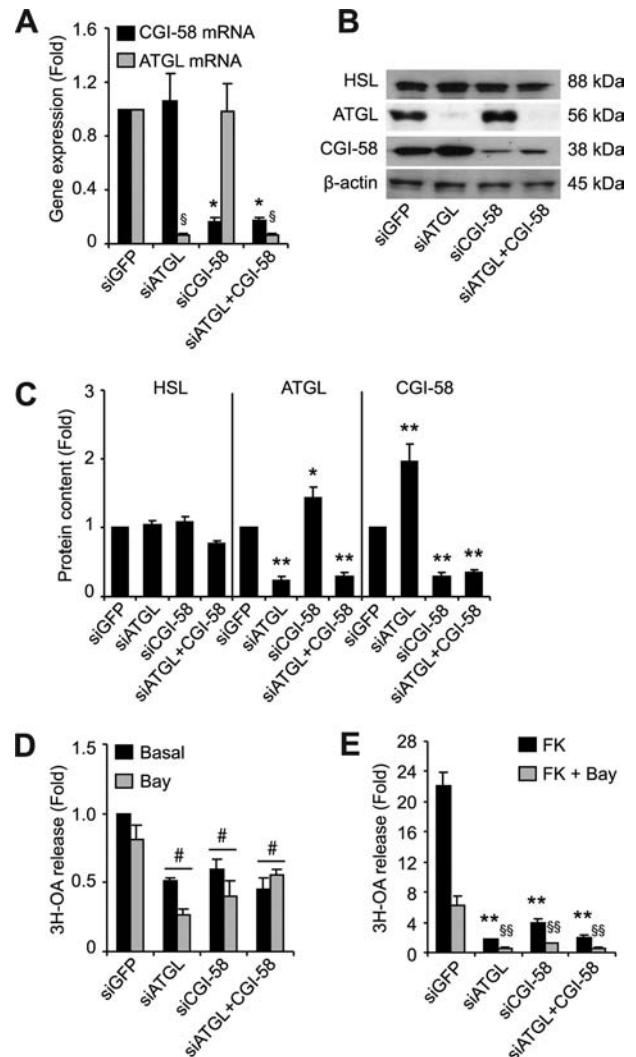 A
CGI-58 mRNA
ATGL mRNA
Gene expression (Fold)
1.6
1.2
0.8
0.4
0
§
*
*
§
siGFP
siATGL
siCGI-58
siATGL+CGI-58
B
HSL
88 kDa
ATGL
56 kDa
CGI-58
38 kDa
β-actin
45 kDa
siGFP
siATGL
siCGI-58
siATGL+CGI-58
C
HSL
ATGL
CGI-58
Protein content (Fold)
3
2
1
0
**
*
**
**
**
**
siGFP
siATGL
siCGI-58
siATGL+CGI-58
siGFP
siATGL
siCGI-58
siATGL+CGI-58
siGFP
siATGL
siCGI-58
siATGL+CGI-58
D
Basal
Bay
3H-OA release (Fold)
1.5
1.0
0.5
0
#
#
#
siGFP
siATGL
siCGI-58
siATGL+CGI-58
E
FK
FK + Bay
3H-OA release (Fold)
28
24
20
16
12
8
4
0
**
§§
**
§§
**
§§
siGFP
siATGL
siCGI-58
siATGL+CGI-58